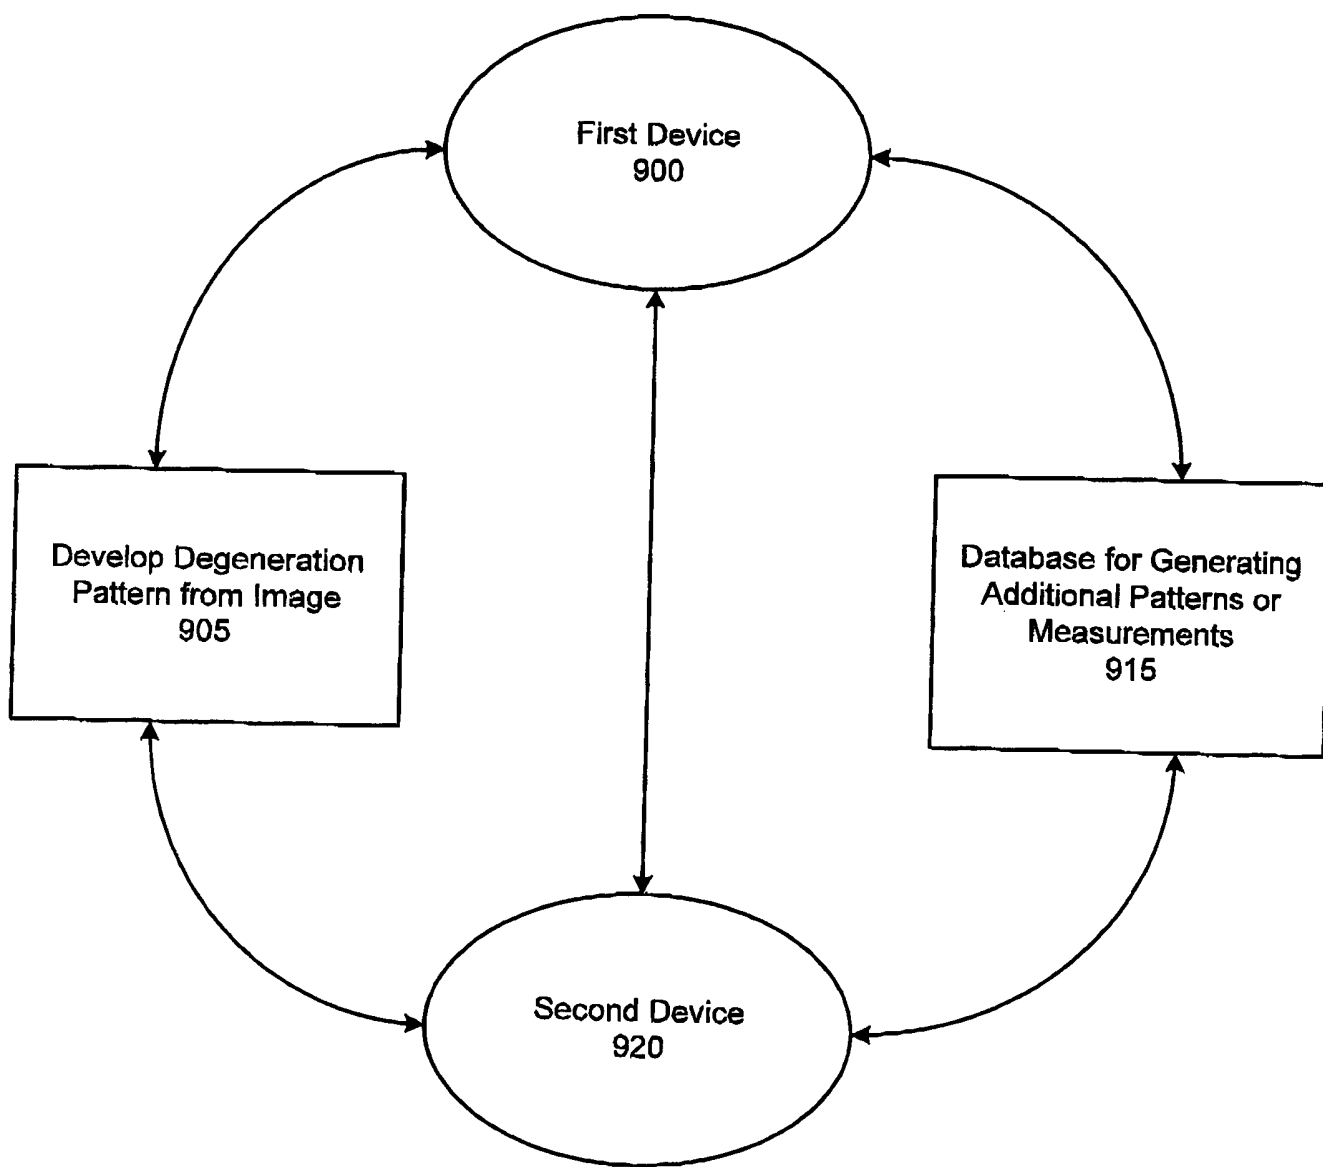 First Device
900
Develop Degeneration
Pattern from Image
905
Database for Generating
Additional Patterns or
Measurements
915
Second Device
920